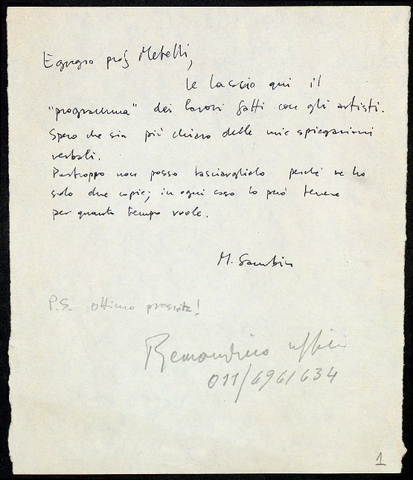 Egregio prof Metelli,
le lascio qui il
"programma" dei lavori fatti con gli artisti.
Spero che sia più chiaro delle mie spiegazioni
verbali.
Purtroppo non posso lasciarglielo perché ne ho
solo due copie; in ogni caso lo può tenere
per quanto tempo vuole.
M. Sambin
P.S. ottimo
011/6961634
1